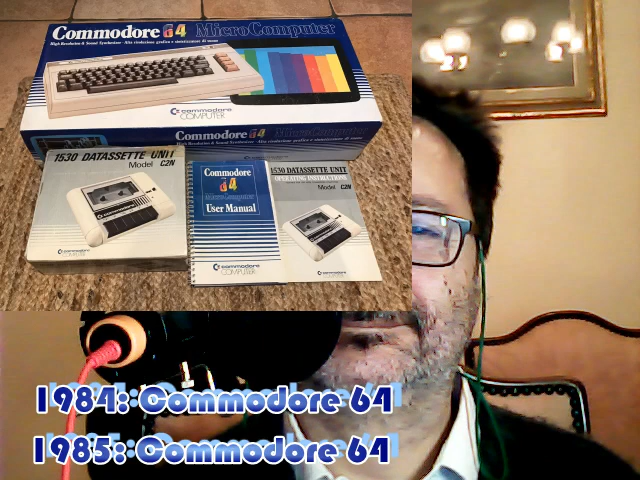 Commodore 64 MicroComputer
High Resolution & Sound Synthesizer · Alta risoluzione grafica e sintetizzatore di suono
commodore
COMPUTER
Commodore 64 MicroComputer
1530 DATASSETTE UNIT
Model C2N
commodore
COMPUTER
Commodore
64
MicroComputer
User Manual
commodore
COMPUTER
1530 DATASSETTE UNIT
OPERATING INSTRUCTIONS
Model C2N
commodore
COMPUTER
1984: Commodore 64
1985: Commodore 64